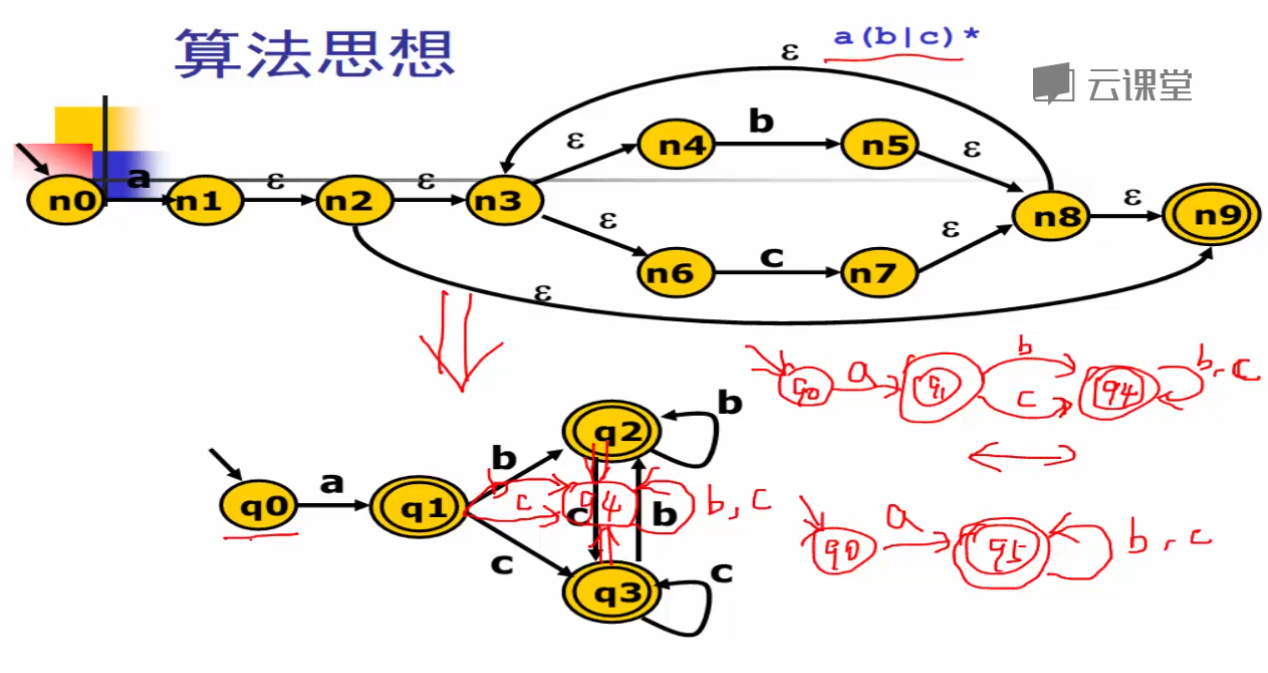 算法思想
a(b|c)*
云课堂
ε
ε n4 b n5 ε
n0 a n1 ε n2 ε n3 n8 ε n9
ε n6 c n7 ε
ε
q0 a q1 b c q4 b, c
q2 b
q0 a q1 b c c q4 b b, c
c q3 c
q0 a q5 b, c